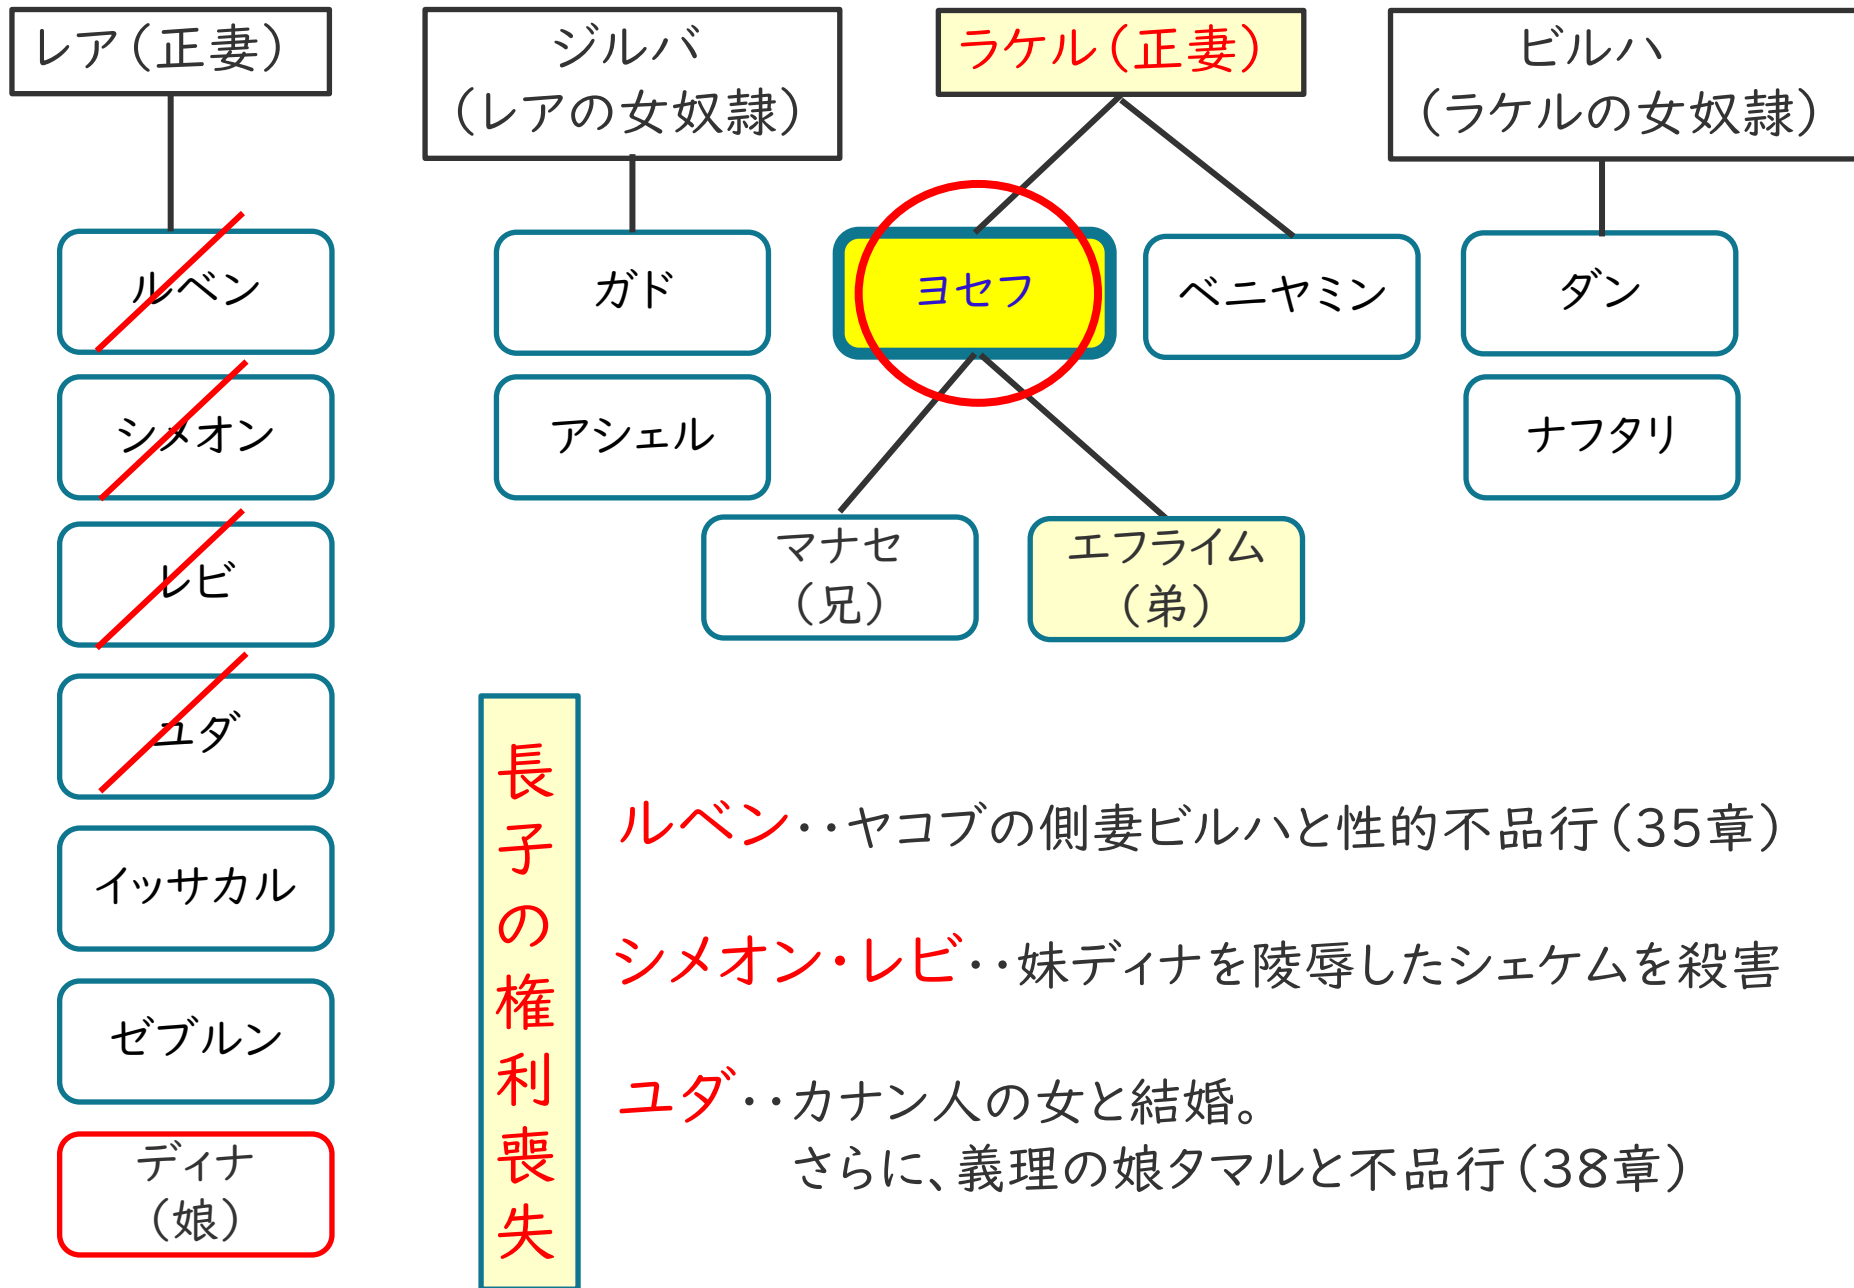 レア（正妻）
ジルバ
（レアの女奴隷）
ラケル（正妻）
ビルハ
（ラケルの女奴隷）
ルベン
ガド
ヨセフ
ベニヤミン
ダン
シメオン
アシェル
ナフタリ
レビ
マナセ
（兄）
エフライム
（弟）
ユダ
イッサカル
ゼブルン
ディナ
（娘）
長子の権利喪失
ルベン‥ヤコブの側妻ビルハと性的不品行（35章）
シメオン・レビ‥妹ディナを陵辱したシェケムを殺害
ユダ‥カナン人の女と結婚。
さらに、義理の娘タマルと不品行（38章）